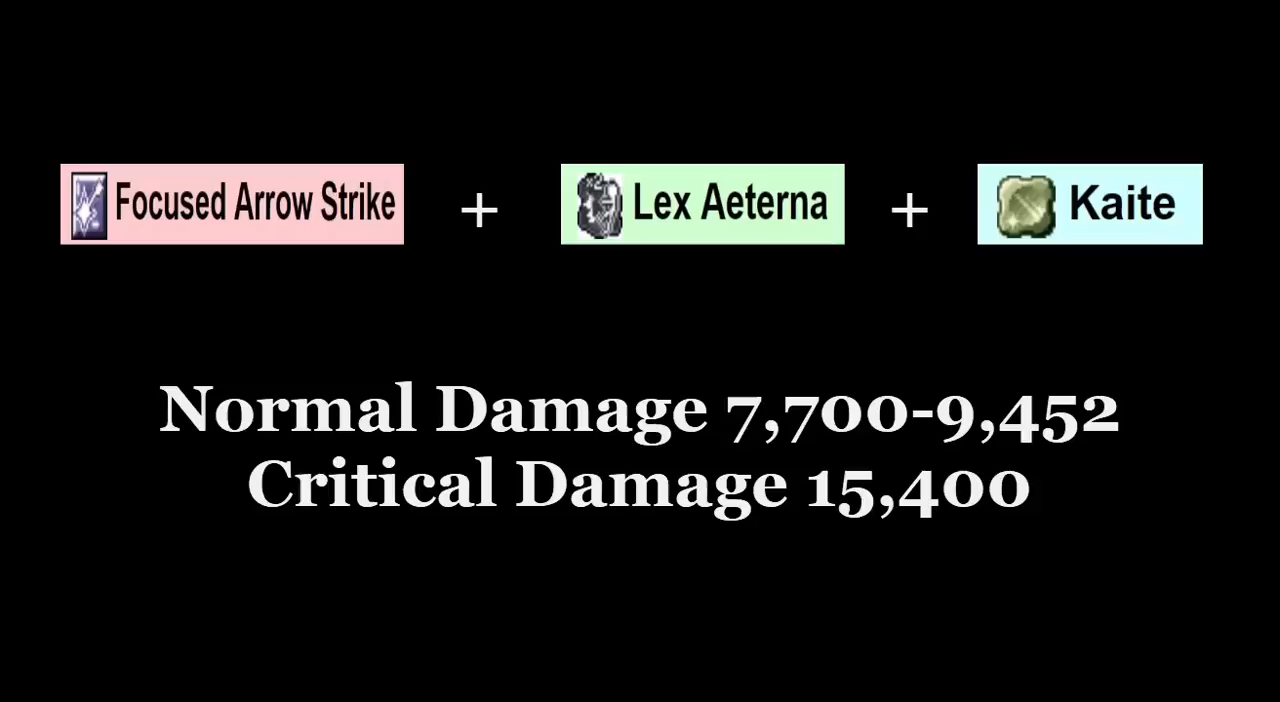 Focused Arrow Strike + Lex Aeterna + Kaite
Normal Damage 7,700-9,452
Critical Damage 15,400